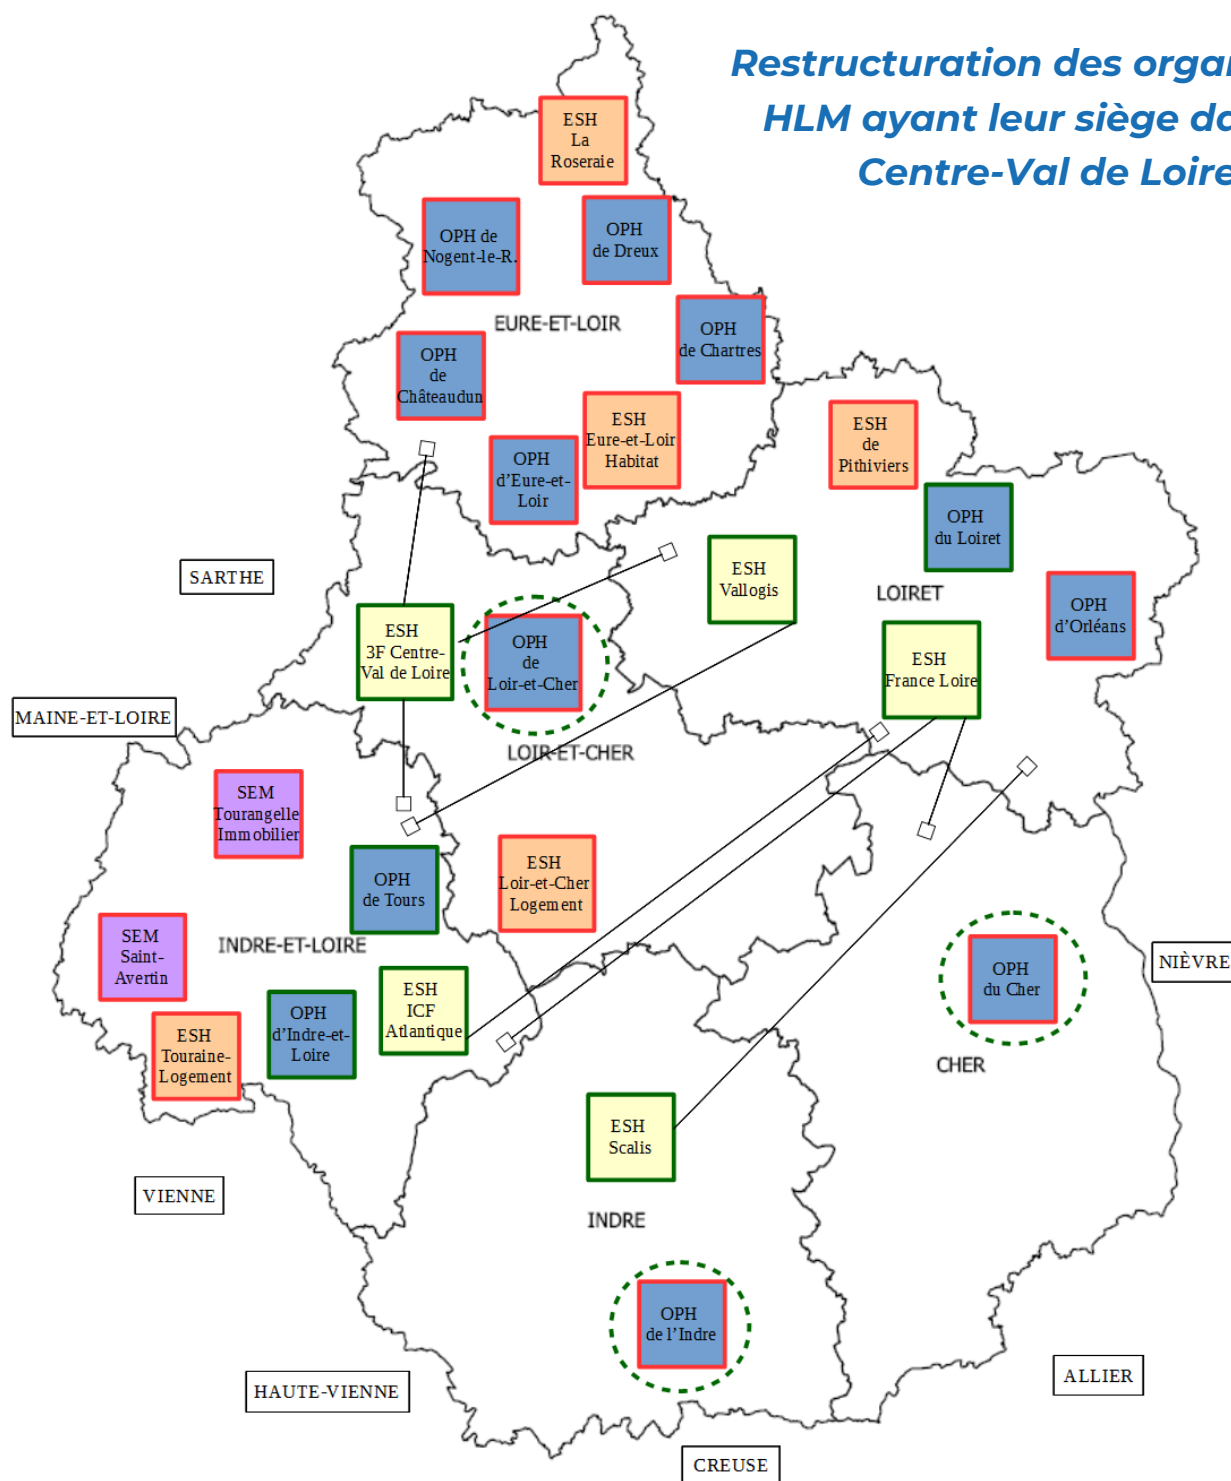 Restructuration des organ
HLM ayant leur siège da
Centre-Val de Loire
ESH
La
Roseraie
OPH de
Nogent-le-R.
OPH
de Dreux
EURE-ET-LOIR
OPH
de Chartres
OPH
de
Châteaudun
ESH
Eure-et-Loir
Habitat
ESH
de
Pithiviers
OPH
d'Eure-et-
Loir
OPH
du Loiret
SARTHE
ESH
Vallogis
LOIRET
OPH
d'Orléans
ESH
3F Centre-
Val de Loire
OPH
de
Loir-et-Cher
ESH
France Loire
MAINE-ET-LOIRE
LOIR-ET-CHER
SEM
Tourangelle
Immobilier
OPH
de Tours
ESH
Loir-et-Cher
Logement
SEM
Saint-
Avertin
INDRE-ET-LOIRE
NIÈVRE
OPH
du Cher
ESH
ICF
Atlantique
OPH
d'Indre-et-
Loire
ESH
Touraine-
Logement
CHER
ESH
Scalis
VIENNE
INDRE
OPH
de l'Indre
HAUTE-VIENNE
ALLIER
CREUSE